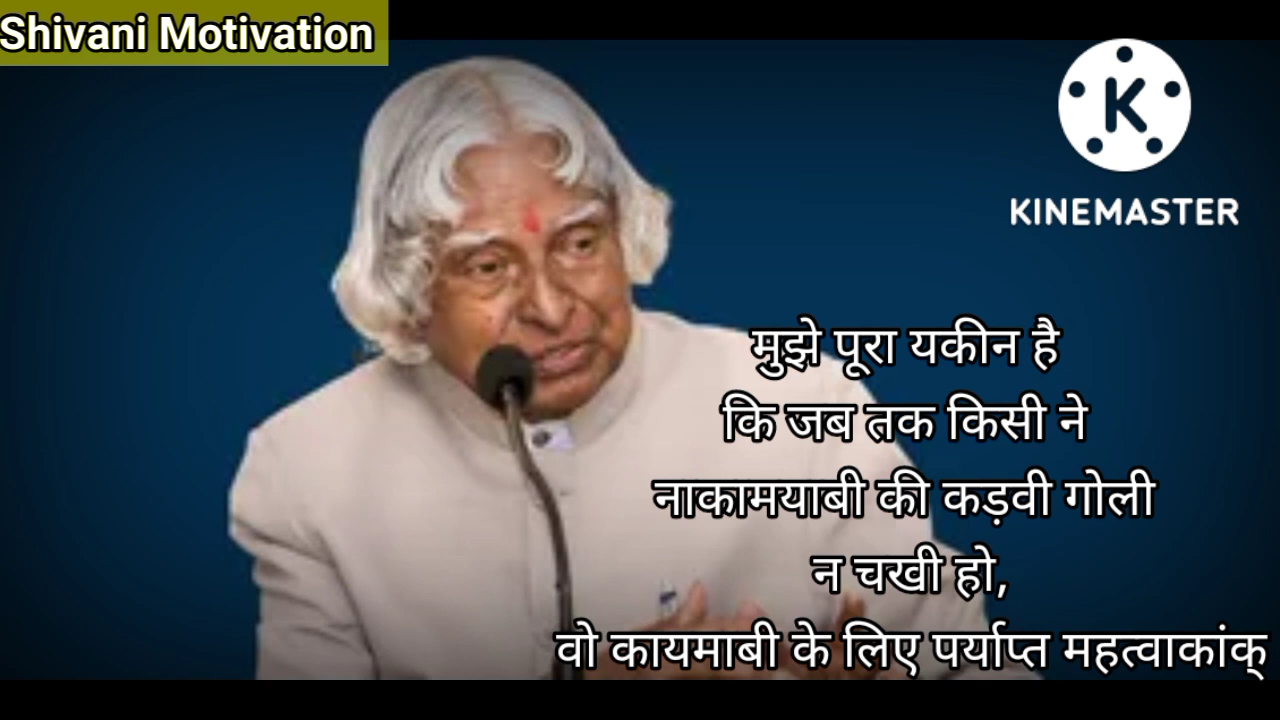 Shivani Motivation
K
KINEMASTER
मुझे पूरा यकीन है
कि जब तक किसी ने
नाकामयाबी की कड़वी गोली
न चखी हो,
वो कायमाबी के लिए पर्याप्त महत्वाकांक्